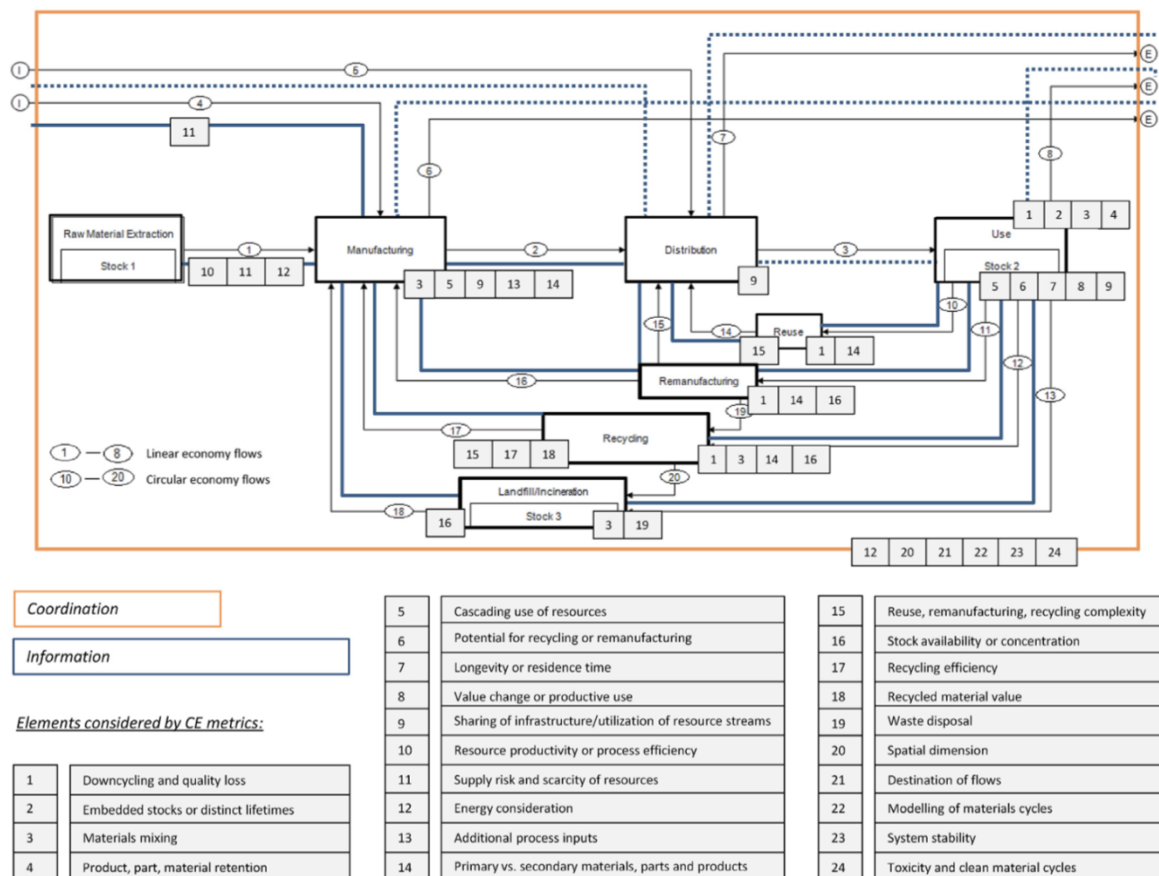 I
5
I
4
11
6
7
8
E
E
E
Raw Material Extraction
Stock 1
1
10 11 12
Manufacturing
3 5 9 13 14
2
Distribution
9
3
1 2 3 4
Use
Stock 2
5 6 7 8 9
10
11
15
14
Reuse
15
1 14
12
16
Remanufacturing
1 14 16
13
19
17
Recycling
15 17 18
1 3 14 16
20
1 — 8 Linear economy flows
10 — 20 Circular economy flows
18
Landfill/Incineration
Stock 3
16
3 19
12 20 21 22 23 24
Coordination
Information
Elements considered by CE metrics:
1 Downcycling and quality loss
2 Embedded stocks or distinct lifetimes
3 Materials mixing
4 Product, part, material retention
5 Cascading use of resources
6 Potential for recycling or remanufacturing
7 Longevity or residence time
8 Value change or productive use
9 Sharing of infrastructure/utilization of resource streams
10 Resource productivity or process efficiency
11 Supply risk and scarcity of resources
12 Energy consideration
13 Additional process inputs
14 Primary vs. secondary materials, parts and products
15 Reuse, remanufacturing, recycling complexity
16 Stock availability or concentration
17 Recycling efficiency
18 Recycled material value
19 Waste disposal
20 Spatial dimension
21 Destination of flows
22 Modelling of materials cycles
23 System stability
24 Toxicity and clean material cycles